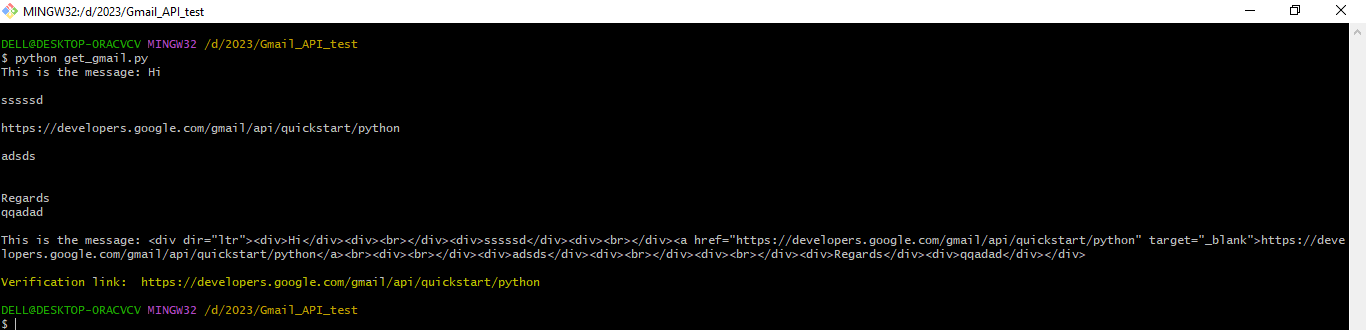 MINGW32:/d/2023/Gmail_API_test
DELL@DESKTOP-ORACVCV MINGW32 /d/2023/Gmail_API_test
$ python get_gmail.py
This is the message: Hi
sssssd
https://developers.google.com/gmail/api/quickstart/python
adsds
Regards
qqadad
This is the message: <div dir="ltr"><div>Hi</div><div><br></div><div>sssssd</div><div><br></div><a href="https://developers.google.com/gmail/api/quickstart/python" target="_blank">https://deve
lopers.google.com/gmail/api/quickstart/python</a><br><div><br></div><div>adsds</div><div><br></div><div><br></div><div>Regards</div><div>qqadad</div></div>
Verification link:  https://developers.google.com/gmail/api/quickstart/python
DELL@DESKTOP-ORACVCV MINGW32 /d/2023/Gmail_API_test
$